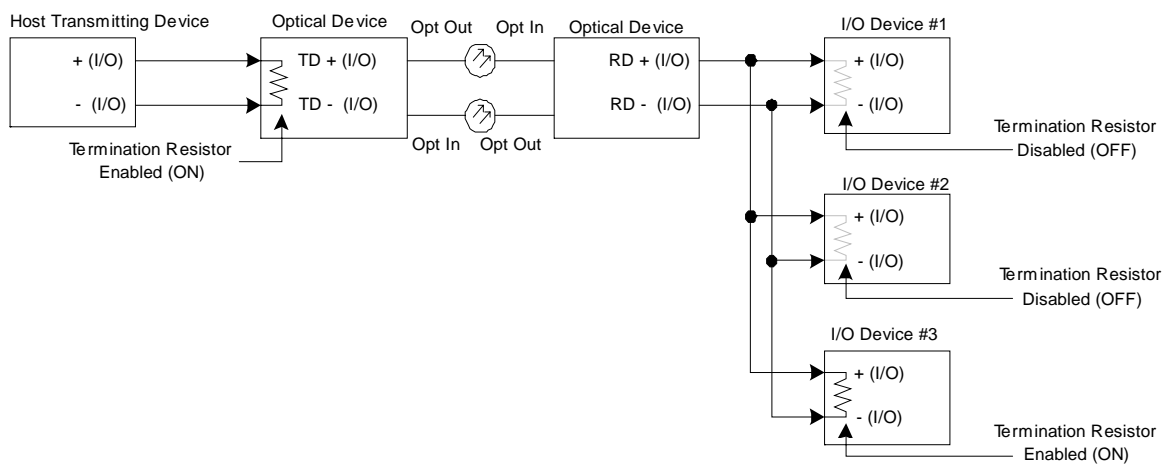 Host Transmitting Device
+ (I/O)
- (I/O)
Optical Device
TD + (I/O)
TD - (I/O)
Termination Resistor
Enabled (ON)
Opt Out
Opt In
Opt In
Opt Out
Optical Device
RD + (I/O)
RD - (I/O)
I/O Device #1
+ (I/O)
- (I/O)
Termination Resistor
Disabled (OFF)
I/O Device #2
+ (I/O)
- (I/O)
Termination Resistor
Disabled (OFF)
I/O Device #3
+ (I/O)
- (I/O)
Termination Resistor
Enabled (ON)